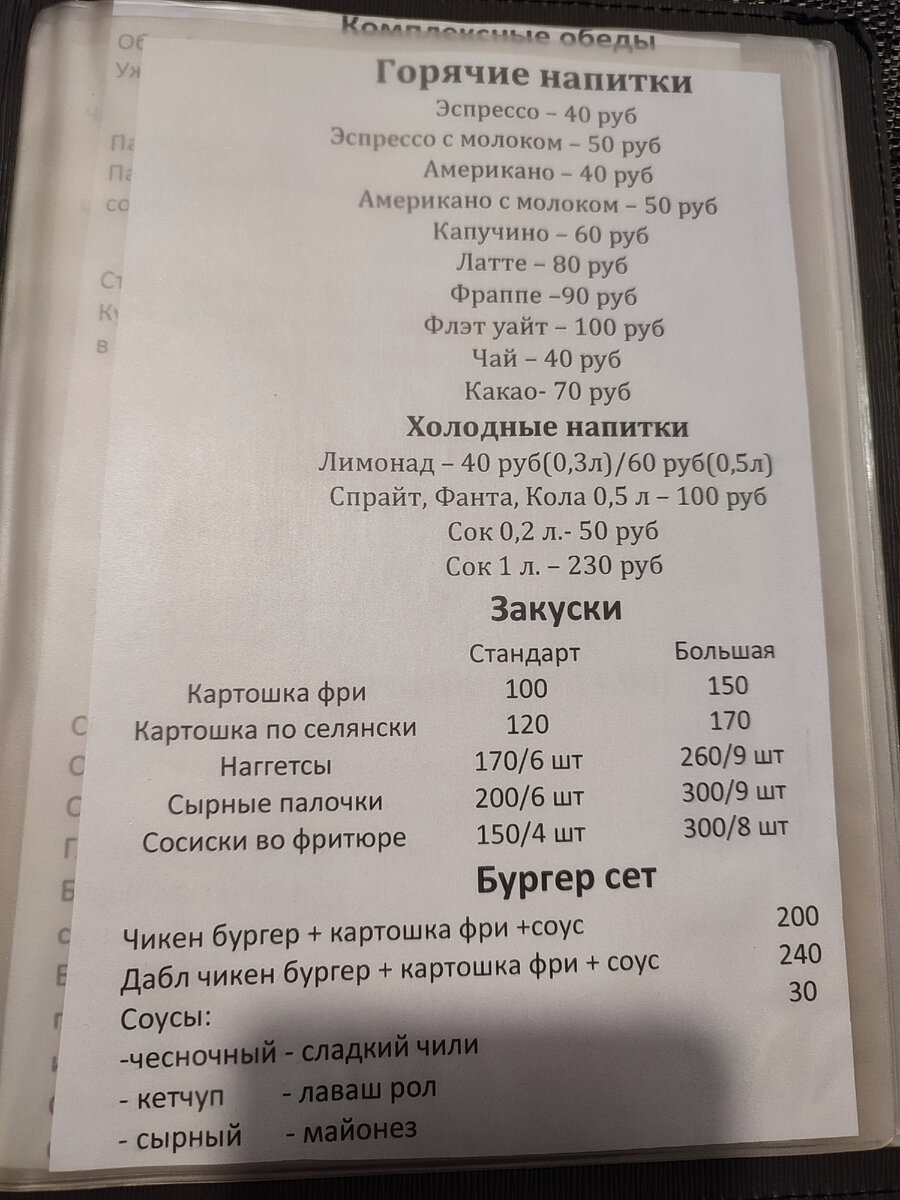 Комплексные обеды
Горячие напитки
Эспрессо – 40 руб
Эспрессо с молоком – 50 руб
Американо – 40 руб
Американо с молоком – 50 руб
Капучино – 60 руб
Латте – 80 руб
Фраппе –90 руб
Флэт уайт – 100 руб
Чай – 40 руб
Какао- 70 руб
Холодные напитки
Лимонад – 40 руб(0,3л)/60 руб(0,5л)
Спрайт, Фанта, Кола 0,5 л – 100 руб
Сок 0,2 л.- 50 руб
Сок 1 л. – 230 руб
Закуски
Стандарт Большая
Картошка фри 100 150
Картошка по селянски 120 170
Наггетсы 170/6 шт 260/9 шт
Сырные палочки 200/6 шт 300/9 шт
Сосиски во фритюре 150/4 шт 300/8 шт
Бургер сет
Чикен бургер + картошка фри +соус 200
Дабл чикен бургер + картошка фри + соус 240
Соусы: 30
-чесночный - сладкий чили
- кетчуп - лаваш рол
- сырный - майонез